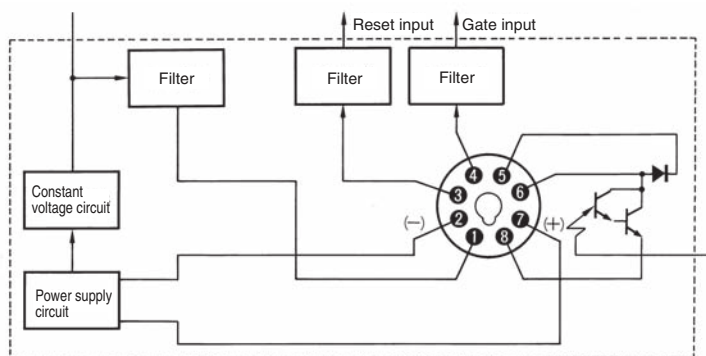 Reset input
Gate input
Filter
Filter
Filter
4
5
3
6
Constant
voltage circuit
(−)
2
7
(+)
1
8
Power supply
circuit